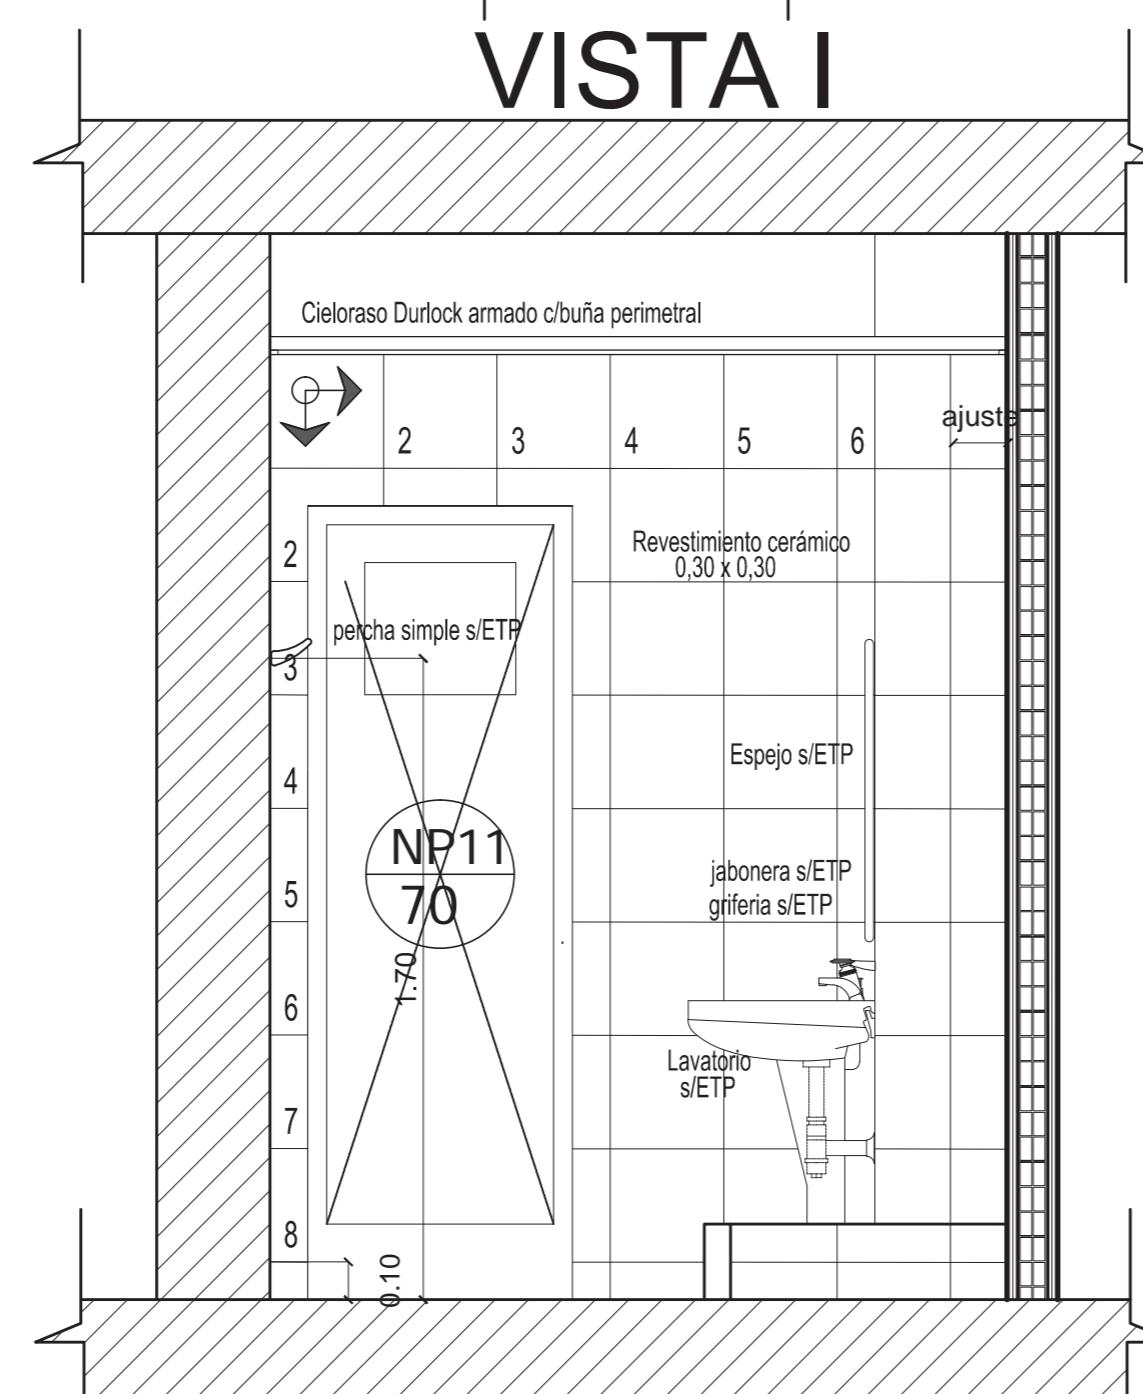 VISTA I
Cieloraso Durlock armado c/buña perimetral
ajuste
2 3 4 5 6
Revestimiento cerámico
0,30 x 0,30
2
percha simple s/ETP
3
Espejo s/ETP
4
NP11
70
jabonera s/ETP
5
griferia s/ETP
1.70
6
Lavatorio
s/ETP
7
8
0.10